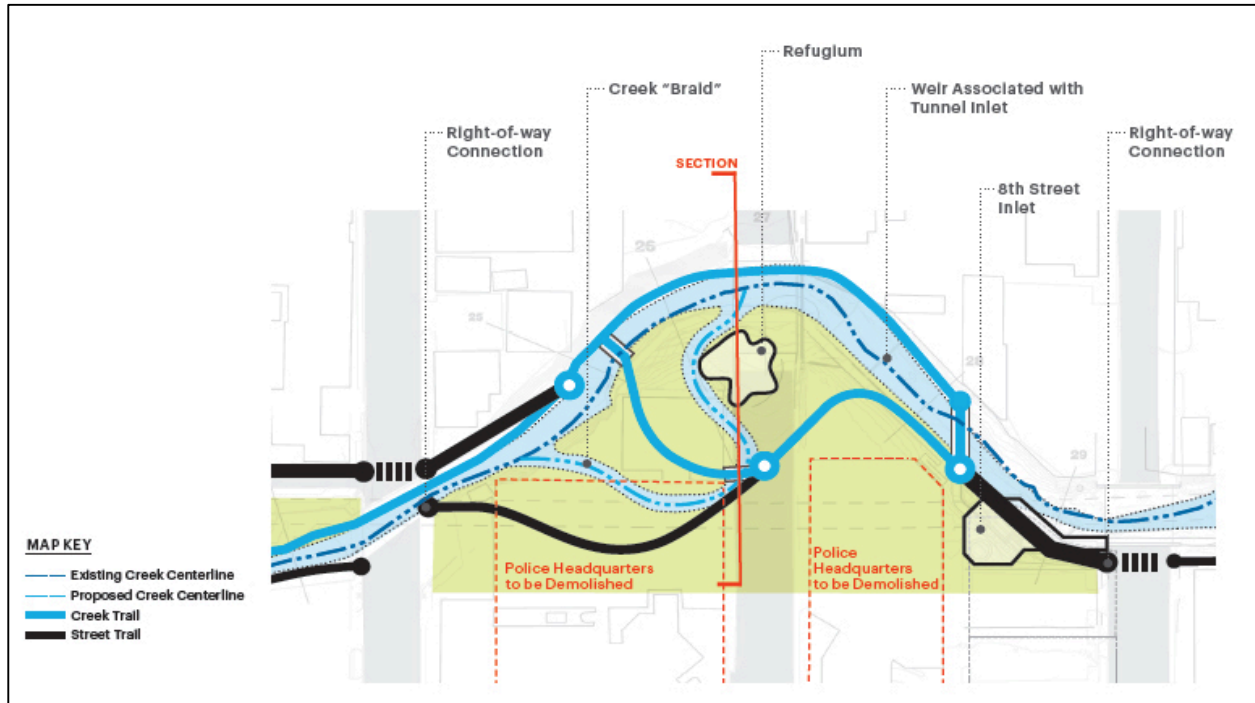 Refugium
Creek "Braid"
Weir Associated with
Tunnel Inlet
Right-of-way
Connection
Right-of-way
Connection
SECTION
8th Street
Inlet
27
26
25
28
29
MAP KEY
Existing Creek Centerline
Proposed Creek Centerline
Creek Trail
Street Trail
Police Headquarters
to be Demolished
Police
Headquarters
to be Demolished